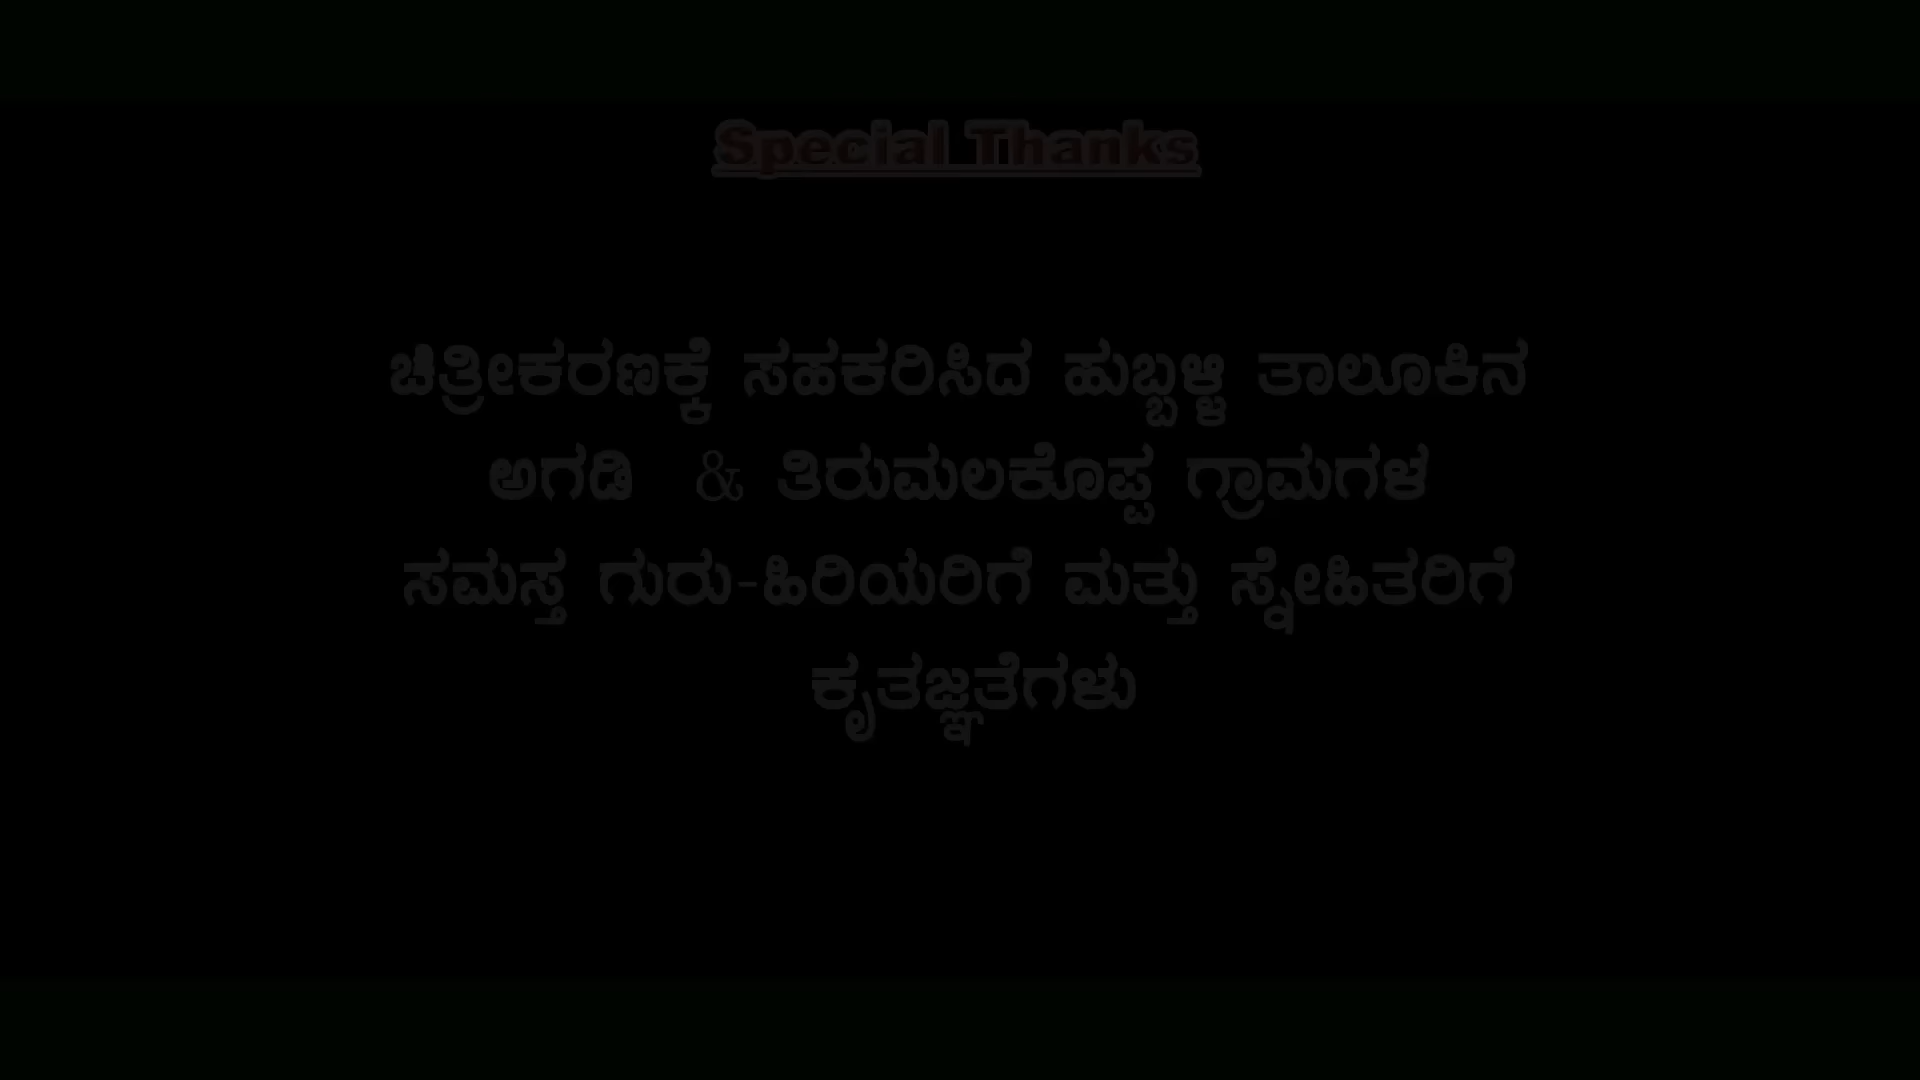 Special Thanks
ಚಿತ್ರೀಕರಣಕ್ಕೆ ಸಹಕರಿಸಿದ ಹುಬ್ಬಳ್ಳಿ ತಾಲೂಕಿನ
ಅಗಡಿ & ತಿರುಮಲಕೊಪ್ಪ ಗ್ರಾಮಗಳ
ಸಮಸ್ತ ಗುರು-ಹಿರಿಯರಿಗೆ ಮತ್ತು ಸ್ನೇಹಿತರಿಗೆ
ಕೃತಜ್ಞತೆಗಳು